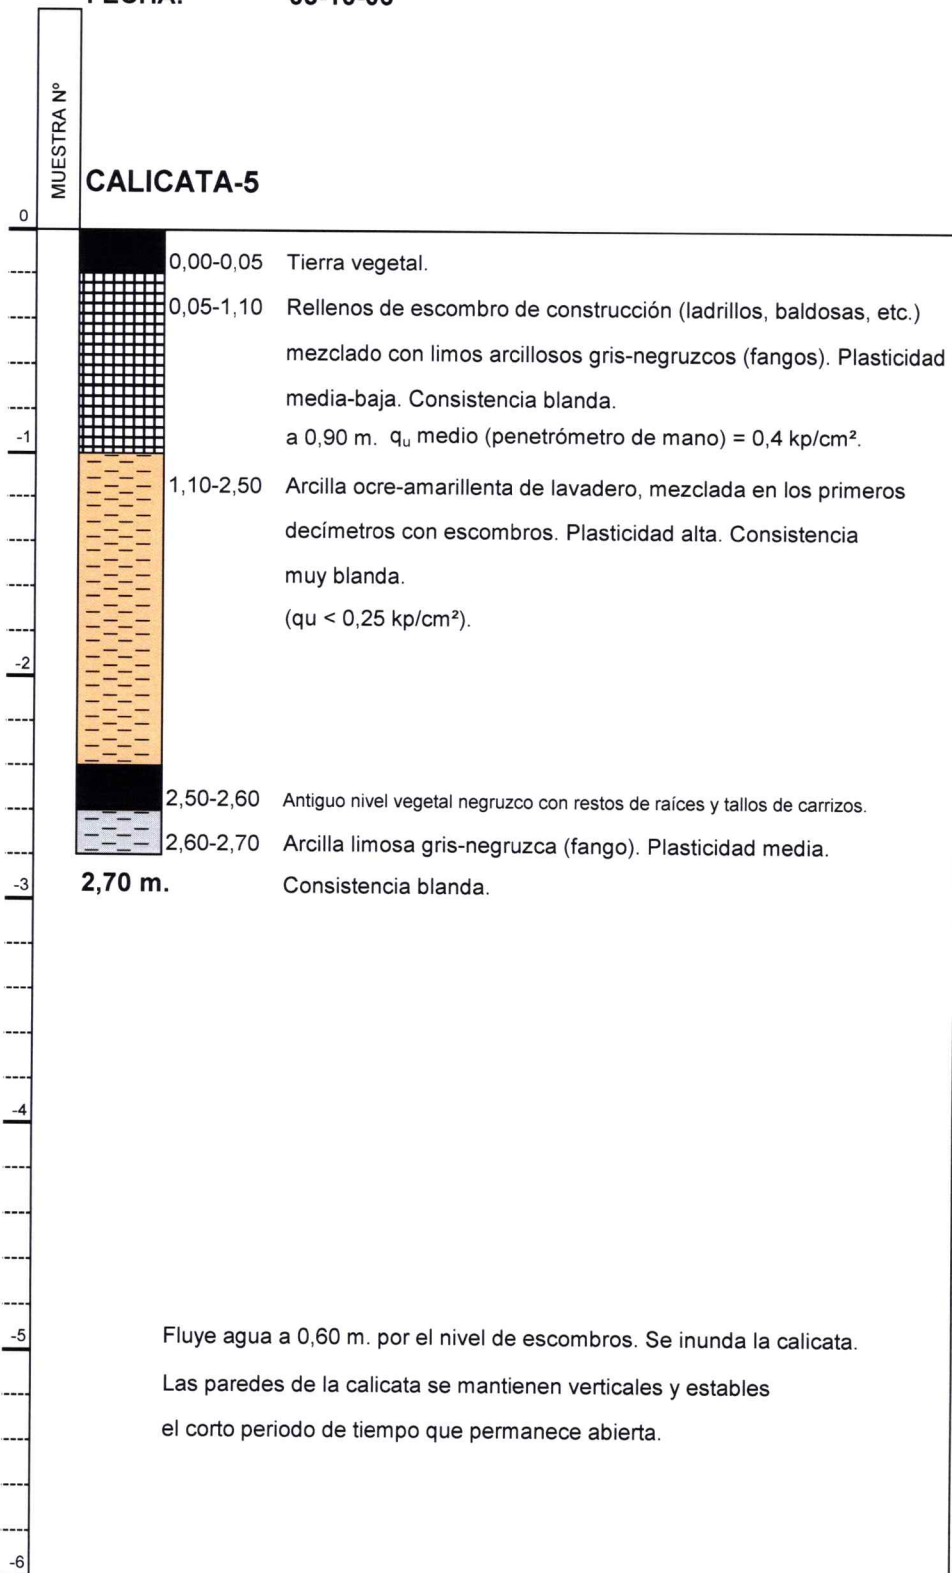 MUESTRA Nº
CALICATA-5
0
0,00-0,05 Tierra vegetal.
0,05-1,10 Rellenos de escombro de construcción (ladrillos, baldosas, etc.)
mezclado con limos arcillosos gris-negruzcos (fangos). Plasticidad
media-baja. Consistencia blanda.
-1
a 0,90 m. qu medio (penetrómetro de mano) = 0,4 kp/cm².
1,10-2,50 Arcilla ocre-amarillenta de lavadero, mezclada en los primeros
decímetros con escombros. Plasticidad alta. Consistencia
muy blanda.
(qu < 0,25 kp/cm²).
-2
2,50-2,60 Antiguo nivel vegetal negruzco con restos de raíces y tallos de carrizos.
2,60-2,70 Arcilla limosa gris-negruzca (fango). Plasticidad media.
-3
2,70 m. Consistencia blanda.
-4
-5
Fluye agua a 0,60 m. por el nivel de escombros. Se inunda la calicata.
Las paredes de la calicata se mantienen verticales y estables
el corto periodo de tiempo que permanece abierta.
-6